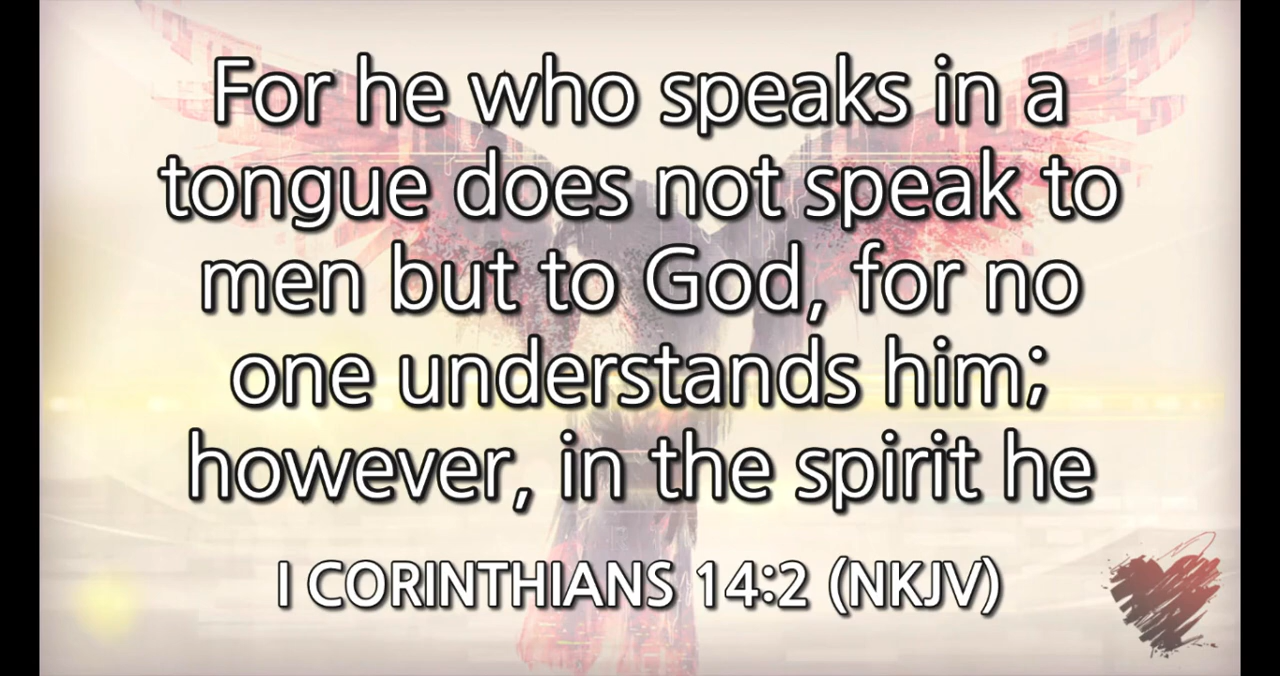 For he who speaks in a
tongue does not speak to
men but to God, for no
one understands him;
however, in the spirit he
I CORINTHIANS 14:2 (NKJV)